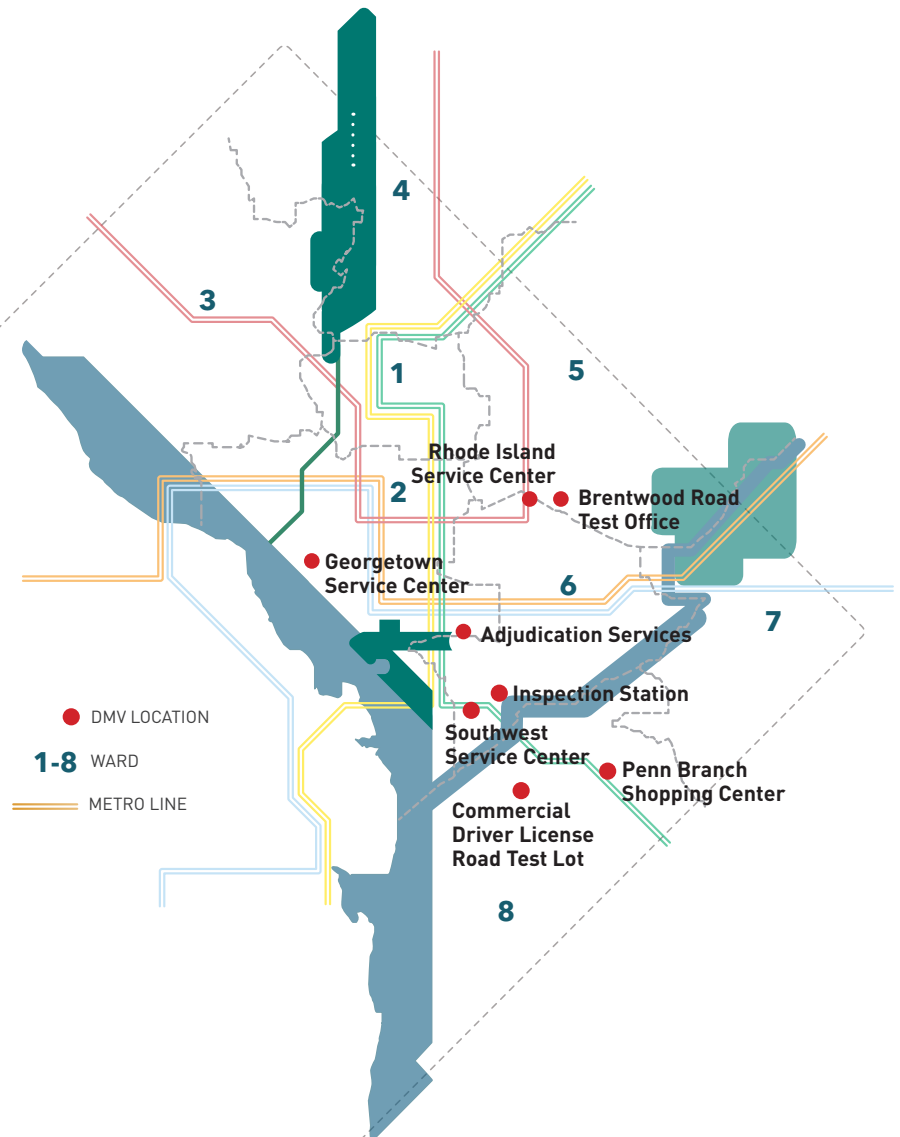 4
3
1
5
Rhode Island
Service Center
2
Brentwood Road
Test Office
Georgetown
Service Center
6
7
Adjudication Services
Inspection Station
DMV LOCATION
Southwest
Service Center
1-8 WARD
Penn Branch
Shopping Center
METRO LINE
Commercial
Driver License
Road Test Lot
8